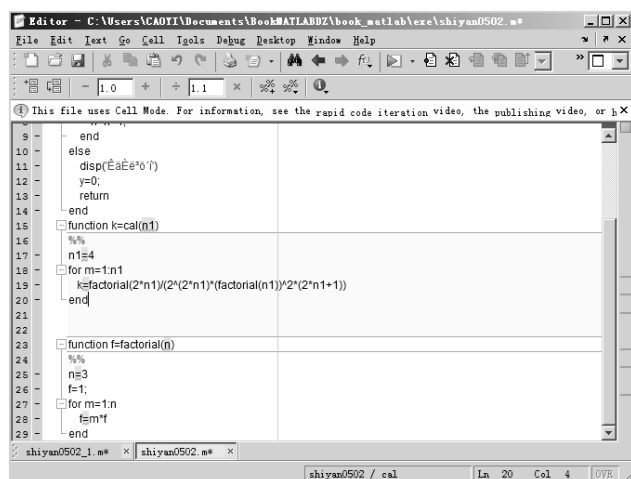 Editor - C:\Users\CAOYI\Documents\BookMATLABDZ\book_matlab\exe\shiyan0502.m*
File Edit Text Go Cell Tools Debug Desktop Window Help
- 1.0 + ÷ 1.1 ×
This file uses Cell Mode. For information, see the rapid code iteration video, the publishing video, or h
9 - end
10 - else
11 - disp('ÊäÈë³ö´í')
12 - y=0;
13 - return
14 - end
15 function k=cal(n1)
16 %%
17 - n1=4
18 - for m=1:n1
19 - k=factorial(2*n1)/(2^(2*n1)*(factorial(n1))^2*(2*n1+1))
20 - end
21
22
23 function f=factorial(n)
24 %%
25 - n=3
26 - f=1;
27 - for m=1:n
28 - f=m*f
29 - end
shiyan0502_1.m* × shiyan0502.m* ×
shiyan0502 / cal Ln 20 Col 4 OVR